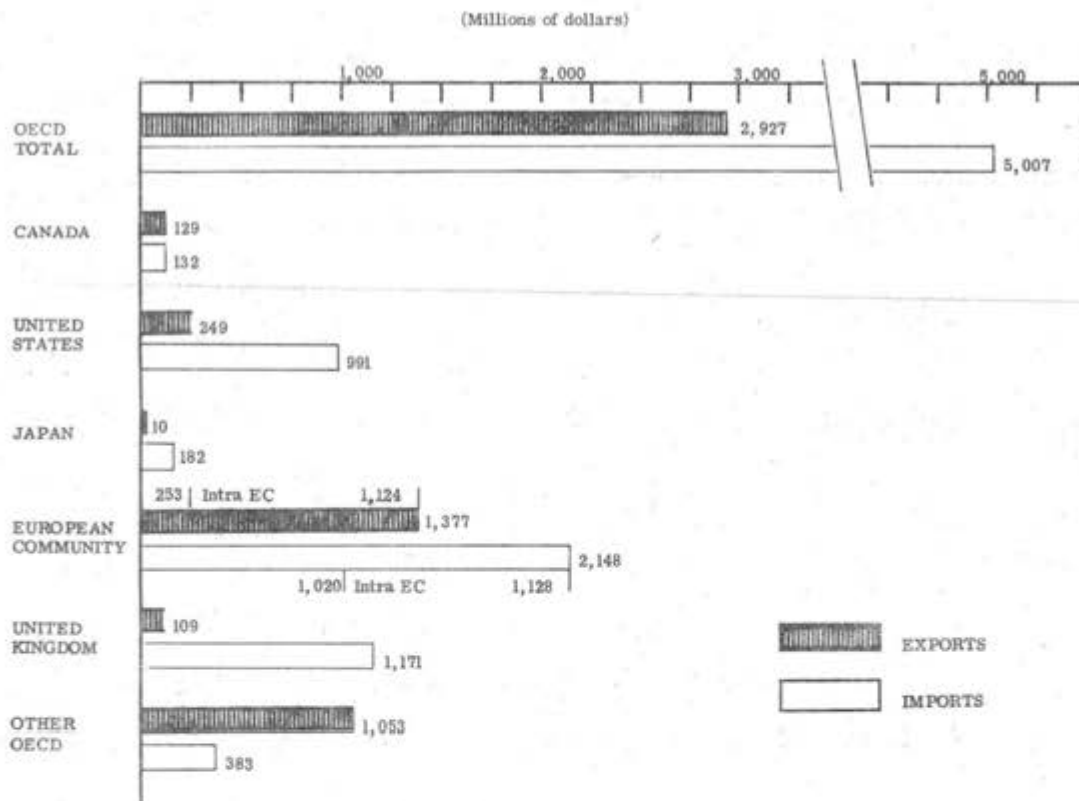 (Millions of dollars)
1,000 2,000 3,000 5,000
OECD
TOTAL
2,927
5,007
CANADA
129
132
UNITED
STATES
249
991
JAPAN
10
182
253 Intra EC 1,124
EUROPEAN
COMMUNITY
1,377
2,148
1,020 Intra EC 1,128
UNITED
KINGDOM
109
1,171
EXPORTS
IMPORTS
OTHER
OECD
1,053
383